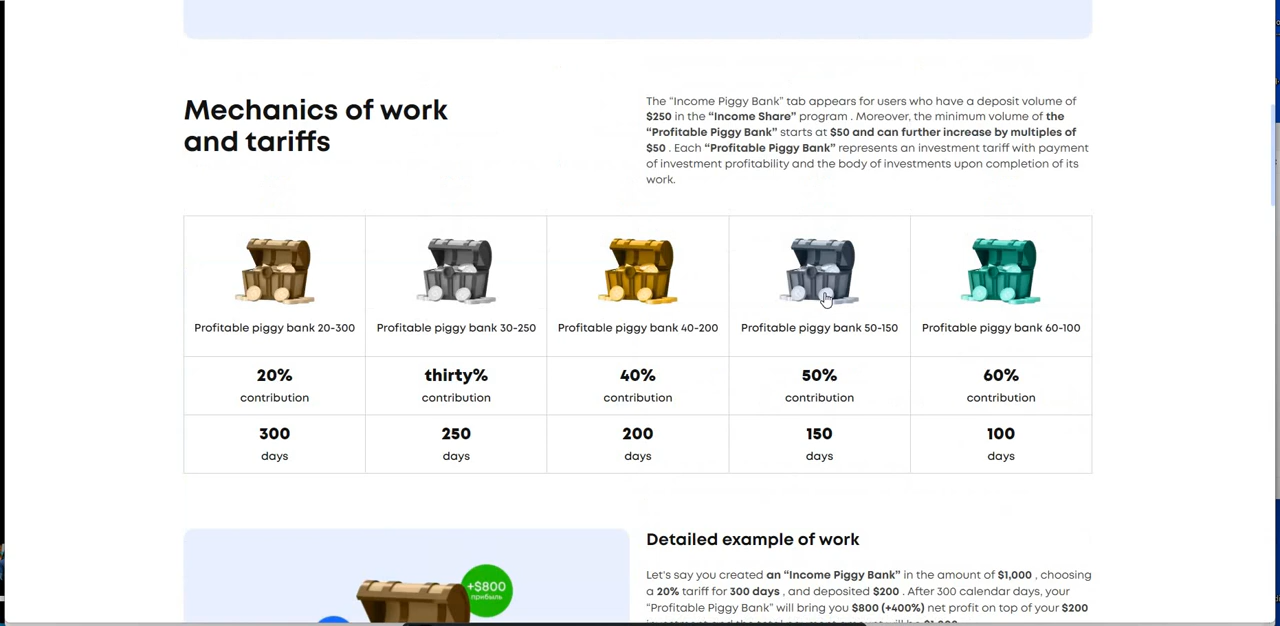 Mechanics of work
and tariffs
The “Income Piggy Bank” tab appears for users who have a deposit volume of
$250 in the “Income Share” program . Moreover, the minimum volume of the
“Profitable Piggy Bank” starts at $50 and can further increase by multiples of
$50 . Each “Profitable Piggy Bank” represents an investment tariff with payment
of investment profitability and the body of investments upon completion of its
work.
Profitable piggy bank 20-300
Profitable piggy bank 30-250
Profitable piggy bank 40-200
Profitable piggy bank 50-150
Profitable piggy bank 60-100
20%
thirty%
40%
50%
60%
contribution
contribution
contribution
contribution
contribution
300
250
200
150
100
days
days
days
days
days
+$800
прибыль
Detailed example of work
Let's say you created an “Income Piggy Bank” in the amount of $1,000 , choosing
a 20% tariff for 300 days , and deposited $200 . After 300 calendar days, your
“Profitable Piggy Bank” will bring you $800 (+400%) net profit on top of your $200